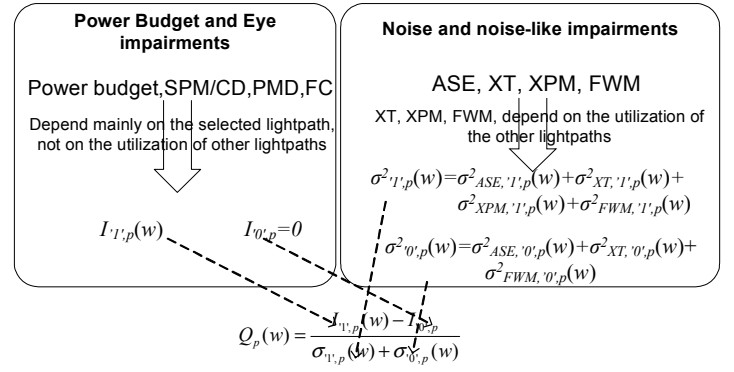 Power Budget and Eye
impairments
Power budget,SPM/CD,PMD,FC
Depend mainly on the selected lightpath,
not on the utilization of other lightpaths
I'1',p(w) I'0',p=0
Noise and noise-like impairments
ASE, XT, XPM, FWM
XT, XPM, FWM, depend on the utilization of
the other lightpaths
σ²'1',p(w)=σ²ASE,'1',p(w)+σ²XT,'1',p(w)+
σ²XPM,'1',p(w)+σ²FWM,'1',p(w)
σ²'0',p(w)=σ²ASE,'0',p(w)+σ²XT,'0',p(w)+
σ²FWM,'0',p(w)
I'1',p(w) − I'0',p
Qp(w) =
σ'1',p(w) + σ'0',p(w)